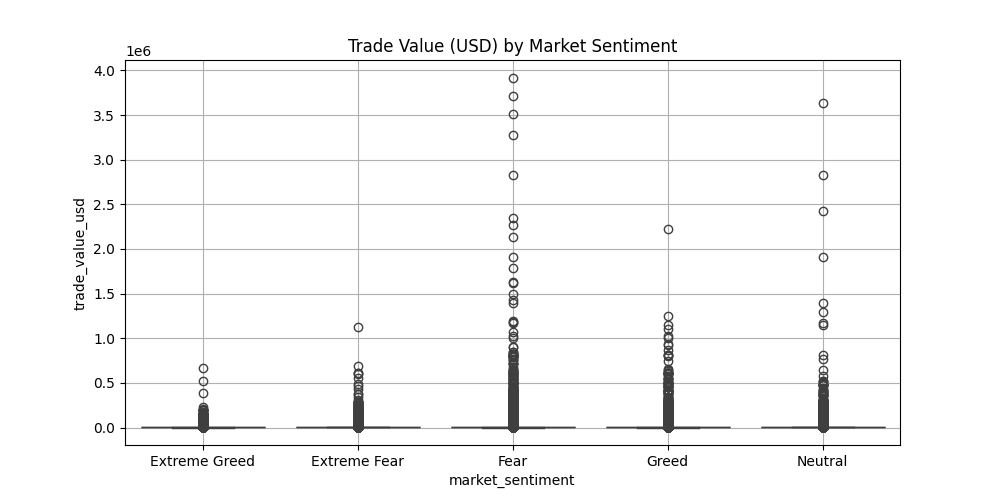 Trade Value (USD) by Market Sentiment
1e6
4.0
3.5
3.0
2.5
2.0
1.5
1.0
0.5
0.0
trade_value_usd
Extreme Greed Extreme Fear Fear Greed Neutral
market_sentiment